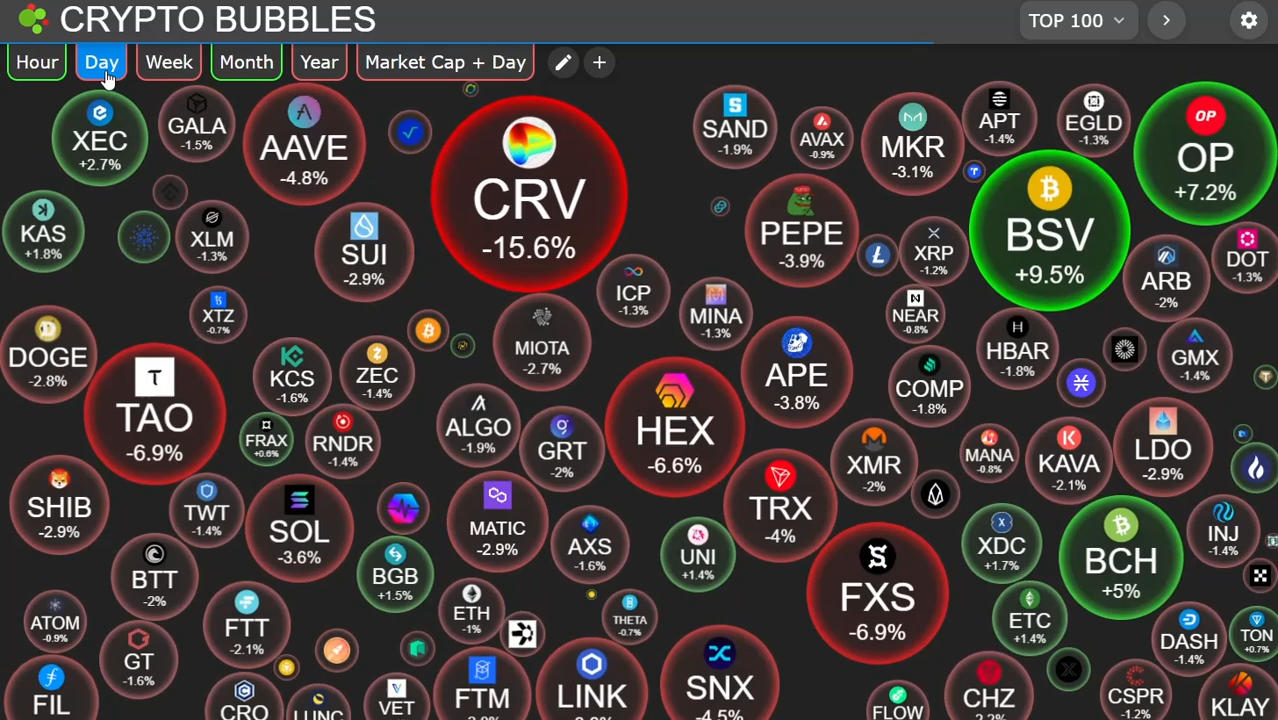 CRYPTO BUBBLES
TOP 100
Hour
Day
Week
Month
Year
Market Cap + Day
XEC
+2.7%
GALA
-1.5%
AAVE
-4.8%
CRV
-15.6%
SAND
-1.9%
AVAX
-0.9%
MKR
-3.1%
APT
-1.4%
EGLD
-1.3%
OP
OP
+7.2%
KAS
+1.8%
XLM
-1.3%
SUI
-2.9%
PEPE
-3.9%
XRP
-1.2%
BSV
+9.5%
ARB
-2%
DOT
-1.3%
XTZ
-0.7%
ICP
-1.3%
MINA
-1.3%
NEAR
-0.8%
DOGE
-2.8%
TAO
-6.9%
KCS
-1.6%
ZEC
-1.4%
MIOTA
-2.7%
APE
-3.8%
COMP
-1.8%
HBAR
-1.8%
GMX
-1.4%
FRAX
+0.6%
RNDR
-1.4%
ALGO
-1.9%
GRT
-2%
HEX
-6.6%
XMR
-2%
MANA
-0.8%
KAVA
-2.1%
LDO
-2.9%
SHIB
-2.9%
TWT
-1.4%
SOL
-3.6%
MATIC
-2.9%
AXS
-1.6%
TRX
-4%
UNI
+1.4%
XDC
+1.7%
BCH
+5%
INJ
-1.4%
BTT
-2%
BGB
+1.5%
FXS
-6.9%
ATOM
-0.9%
GT
-1.6%
FTT
-2.1%
ETH
-1%
THETA
-0.7%
ETC
+1.4%
DASH
-1.4%
TON
+0.7%
FIL
CRO
LUNC
VET
FTM
LINK
SNX
-4.5%
FLOW
CHZ
-2.2%
CSPR
-1.2%
KLAY